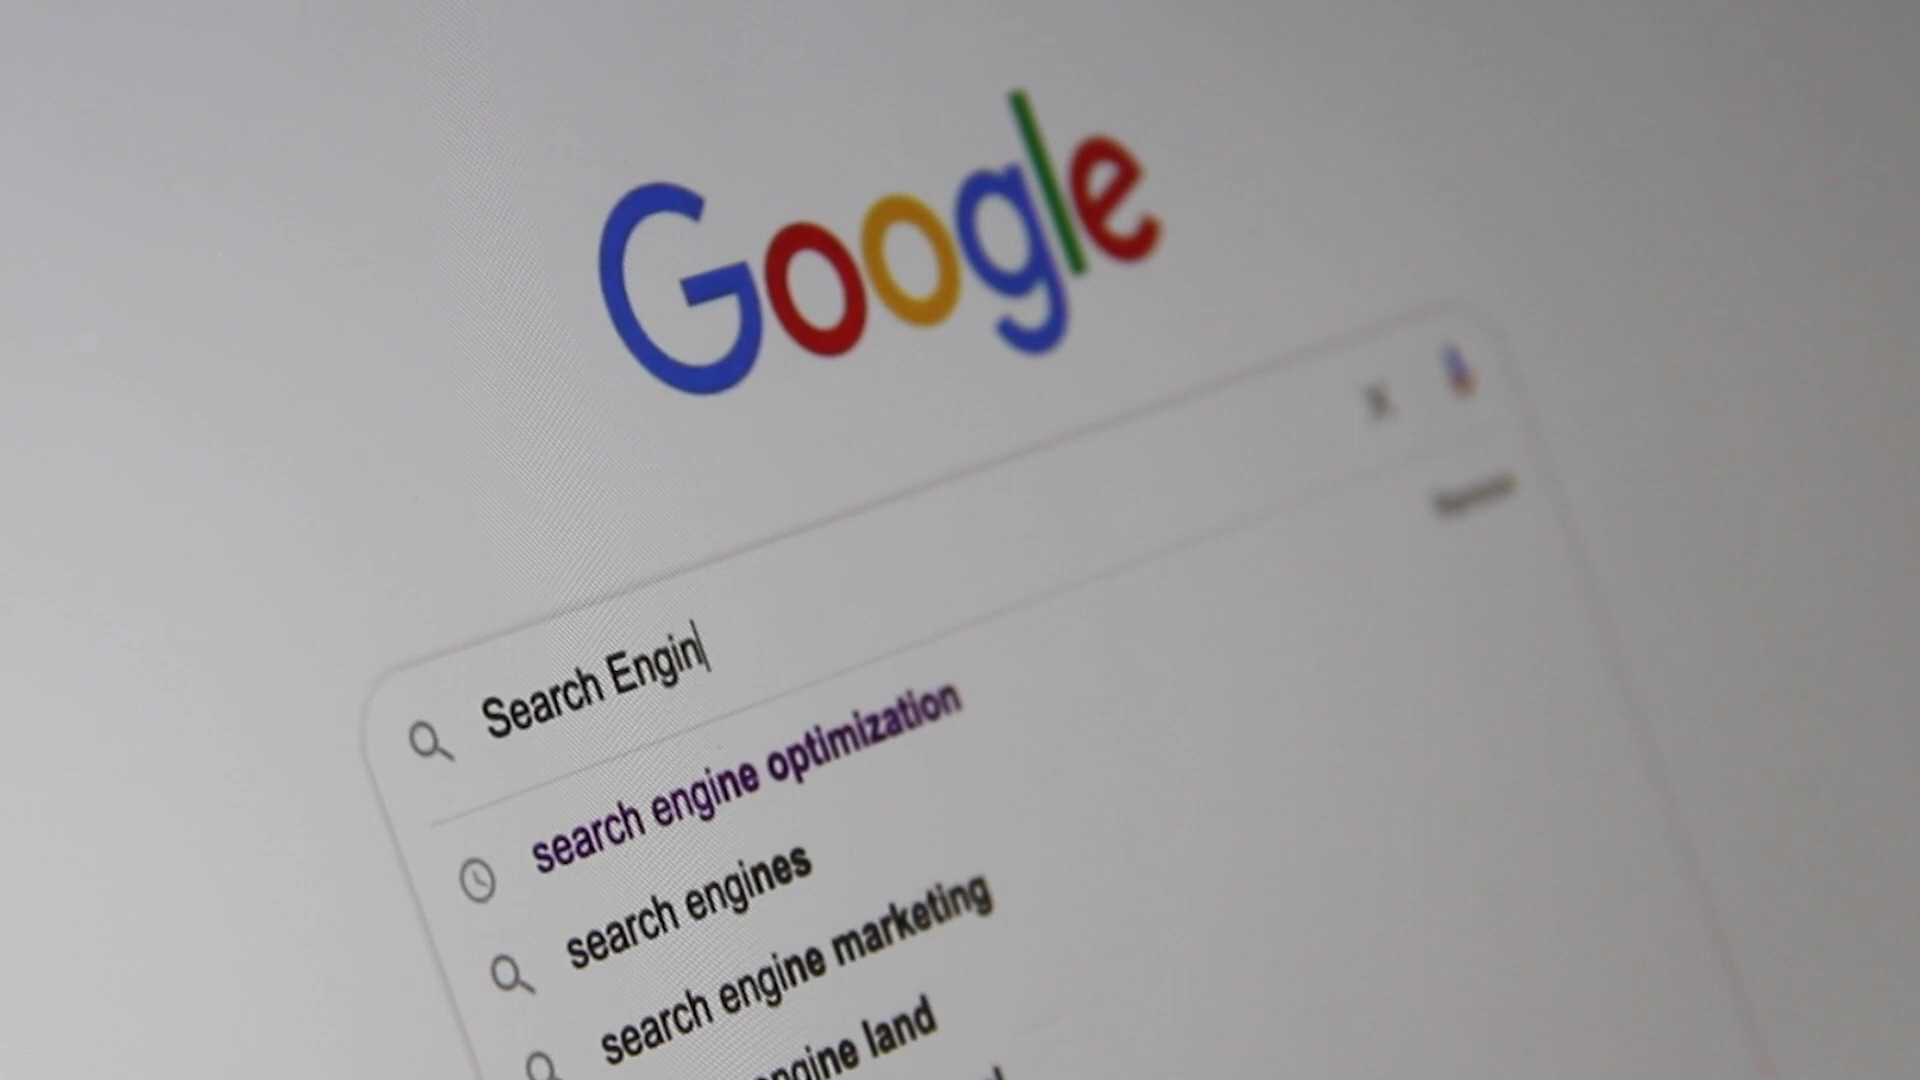 Google
Search Engin
search engine optimization
search engines
search engine marketing
engine land